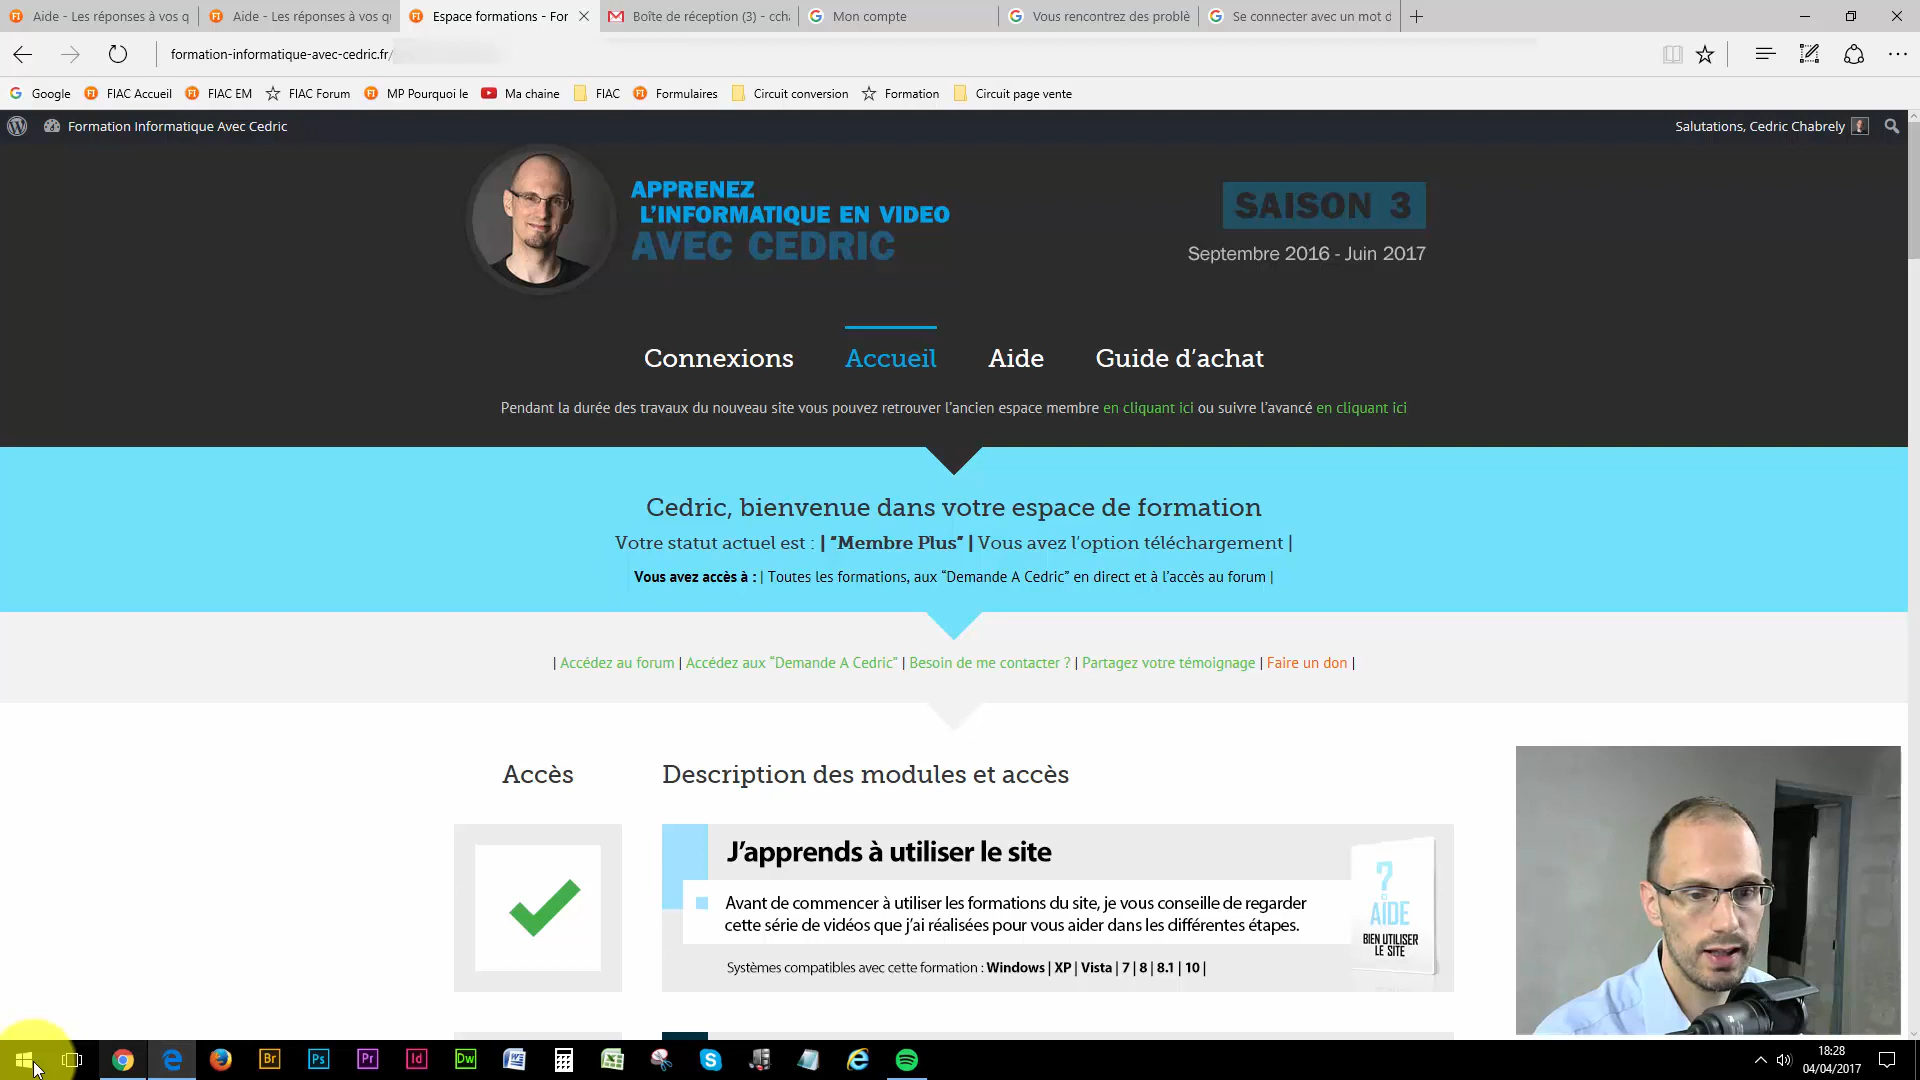 Aide - Les réponses à vos q
Aide - Les réponses à vos qu
Espace formations - For
Boîte de réception (3) - ccha
Mon compte
Vous rencontrez des problè
Se connecter avec un mot d
formation-informatique-avec-cedric.fr/
Google
FIAC Accueil
FIAC EM
FIAC Forum
MP Pourquoi le
Ma chaine
FIAC
Formulaires
Circuit conversion
Formation
Circuit page vente
Formation Informatique Avec Cedric
Salutations, Cedric Chabrely
APPRENEZ
L'INFORMATIQUE EN VIDEO
AVEC CEDRIC
SAISON 3
Septembre 2016 - Juin 2017
Connexions
Accueil
Aide
Guide d'achat
Pendant la durée des travaux du nouveau site vous pouvez retrouver l'ancien espace membre en cliquant ici ou suivre l'avancé en cliquant ici
Cedric, bienvenue dans votre espace de formation
Votre statut actuel est : | "Membre Plus" | Vous avez l'option téléchargement |
Vous avez accès à : | Toutes les formations, aux "Demande A Cedric" en direct et à l'accès au forum |
| Accédez au forum | Accédez aux "Demande A Cedric" | Besoin de me contacter ? | Partagez votre témoignage | Faire un don |
Accès
Description des modules et accès
J'apprends à utiliser le site
Avant de commencer à utiliser les formations du site, je vous conseille de regarder
cette série de vidéos que j'ai réalisées pour vous aider dans les différentes étapes.
Systèmes compatibles avec cette formation : Windows | XP | Vista | 7 | 8 | 8.1 | 10 |
?
AIDE
BIEN UTILISER
LE SITE
Br
Ps
Pr
Id
Dw
18:28
04/04/2017